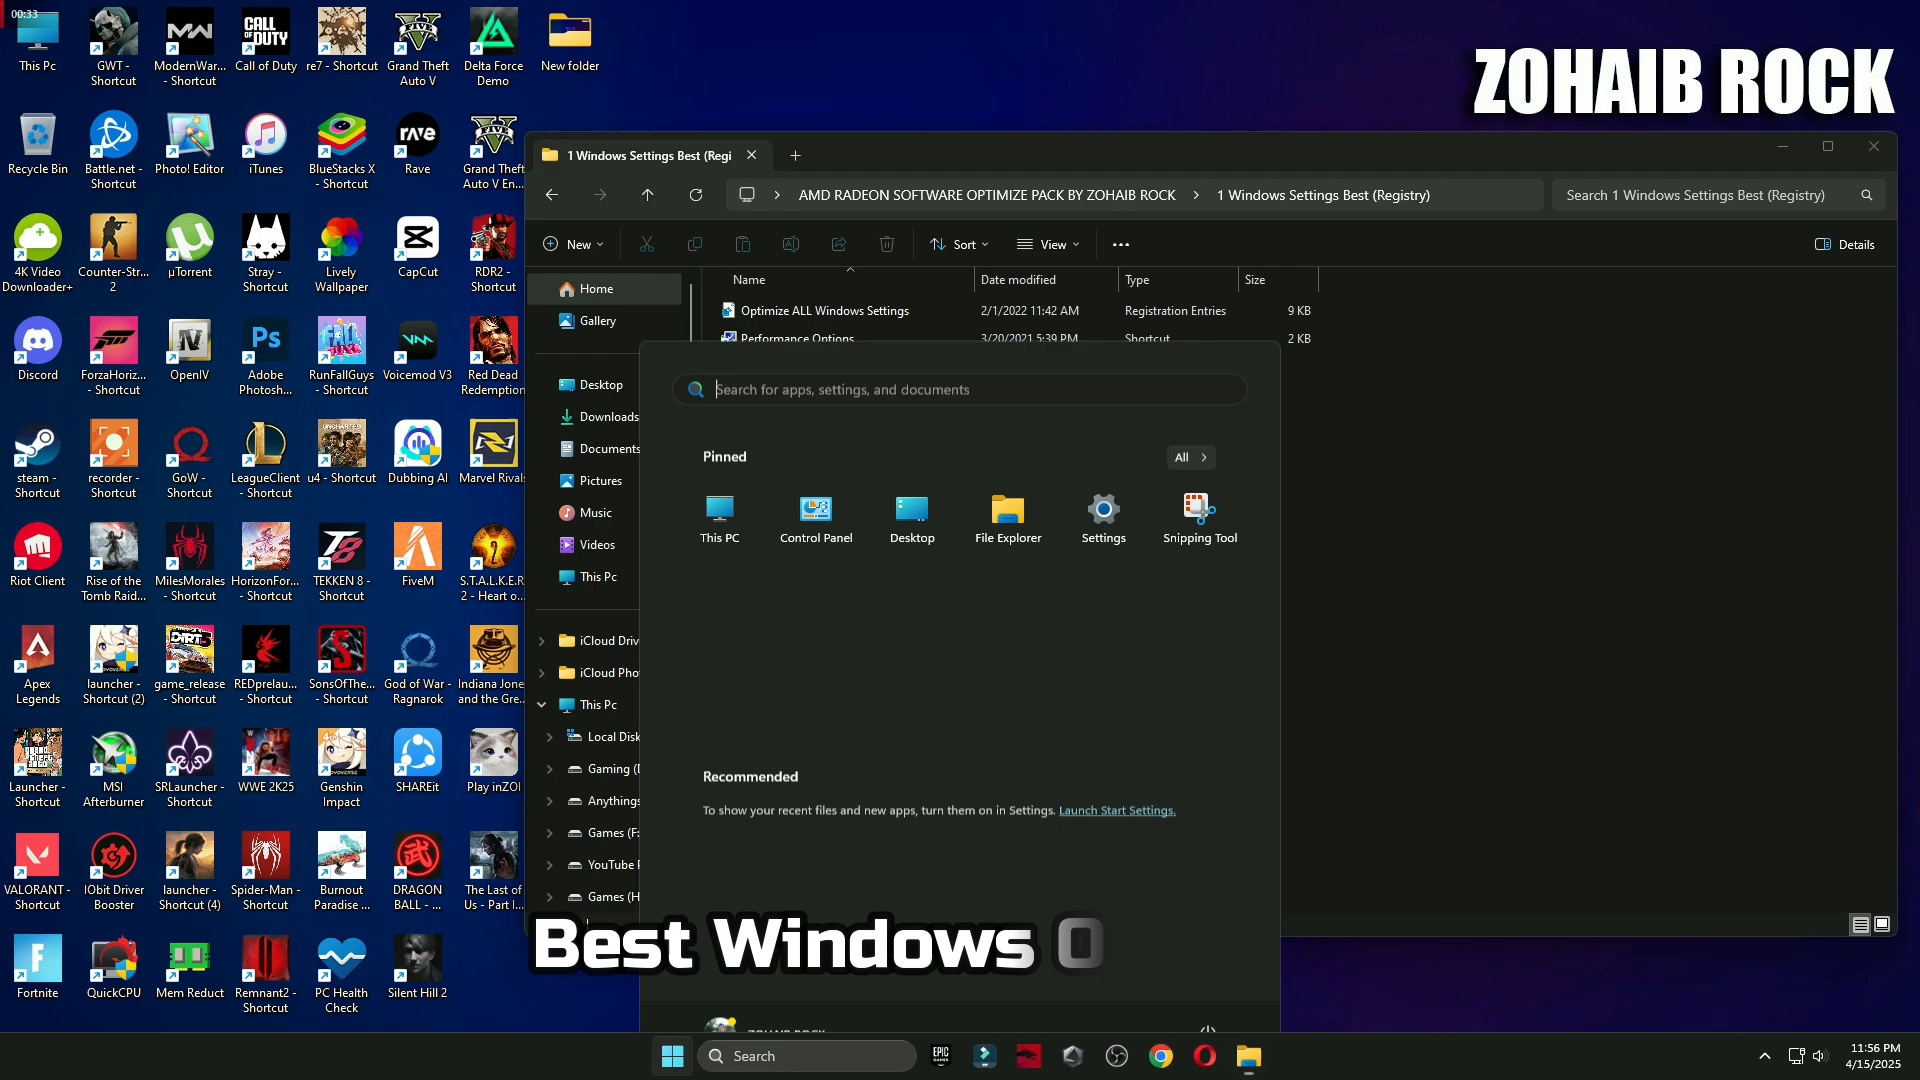 00:33
This Pc
GWT -
Shortcut
ModernWar...
- Shortcut
Call of Duty
re7 - Shortcut
Grand Theft
Auto V
Delta Force
Demo
New folder
ZOHAIB ROCK
Recycle Bin
Battle.net -
Shortcut
Photo! Editor
iTunes
BlueStacks X
- Shortcut
Rave
Grand Theft
Auto V En...
4K Video
Downloader+
Counter-Str...
2
µTorrent
Stray -
Shortcut
Lively
Wallpaper
CapCut
RDR2 -
Shortcut
Discord
ForzaHoriz...
- Shortcut
OpenIV
Adobe
Photosh...
RunFallGuys
- Shortcut
Voicemod V3
Red Dead
Redemption
steam -
Shortcut
recorder -
Shortcut
GoW -
Shortcut
LeagueClient
- Shortcut
u4 - Shortcut
Dubbing AI
Marvel Rivals
Riot Client
Rise of the
Tomb Raid...
MilesMorales
- Shortcut
HorizonFor...
- Shortcut
TEKKEN 8 -
Shortcut
FiveM
S.T.A.L.K.E.R.
2 - Heart o...
Apex
Legends
launcher -
Shortcut (2)
game_release
- Shortcut
REDprelau...
- Shortcut
SonsOfThe...
- Shortcut
God of War -
Ragnarok
Indiana Jone
and the Gre...
Launcher -
Shortcut
MSI
Afterburner
SRLauncher -
Shortcut
WWE 2K25
Genshin
Impact
SHAREit
Play inZOI
VALORANT -
Shortcut
IObit Driver
Booster
launcher -
Shortcut (4)
Spider-Man -
Shortcut
Burnout
Paradise ...
DRAGON
BALL - ...
The Last of
Us - Part I...
Fortnite
QuickCPU
Mem Reduct
Remnant2 -
Shortcut
PC Health
Check
Silent Hill 2
1 Windows Settings Best (Regi
AMD RADEON SOFTWARE OPTIMIZE PACK BY ZOHAIB ROCK
1 Windows Settings Best (Registry)
Search 1 Windows Settings Best (Registry)
New
Sort
View
Details
Name
Date modified
Type
Size
Optimize ALL Windows Settings
2/1/2022 11:42 AM
Registration Entries
9 KB
Performance Options
3/20/2021 5:39 PM
Shortcut
2 KB
Home
Gallery
Desktop
Downloads
Documents
Pictures
Music
Videos
This Pc
iCloud Driv
iCloud Pho
This Pc
Local Disk
Gaming (
Anythings
Games (F:
YouTube
Games (H
Search for apps, settings, and documents
Pinned
All
This PC
Control Panel
Desktop
File Explorer
Settings
Snipping Tool
Recommended
To show your recent files and new apps, turn them on in Settings. Launch Start Settings.
Best Windows O
ZOHAIB ROCK
Search
11:56 PM
4/15/2025